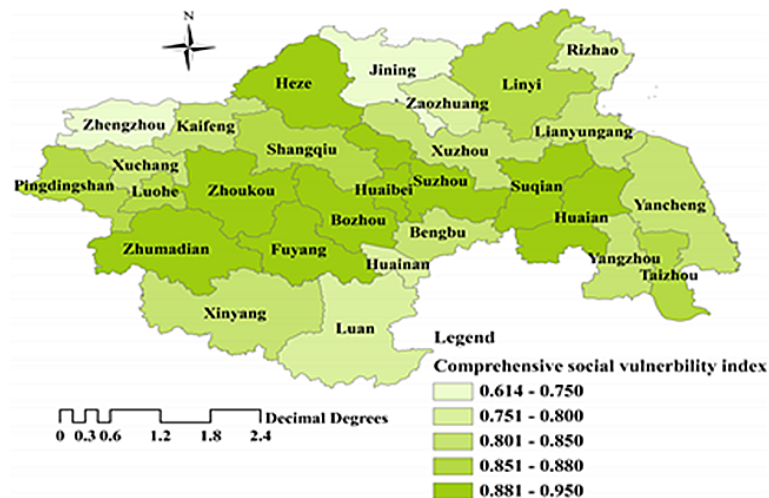 N
Rizhao
Jining
Heze
Linyi
Zaozhuang
Zhengzhou
Kaifeng
Lianyungang
Shangqiu
Xuzhou
Xuchang
Pingdingshan
Luohe
Zhoukou
Huaibei
Suzhou
Suqian
Yancheng
Bozhou
Huaian
Bengbu
Zhumadian
Fuyang
Huainan
Yangzhou
Taizhou
Xinyang
Luan
Legend
Comprehensive social vulnerbility index
0.614 - 0.750
0.751 - 0.800
0.801 - 0.850
0.851 - 0.880
0.881 - 0.950
Decimal Degrees
0 0.3 0.6 1.2 1.8 2.4